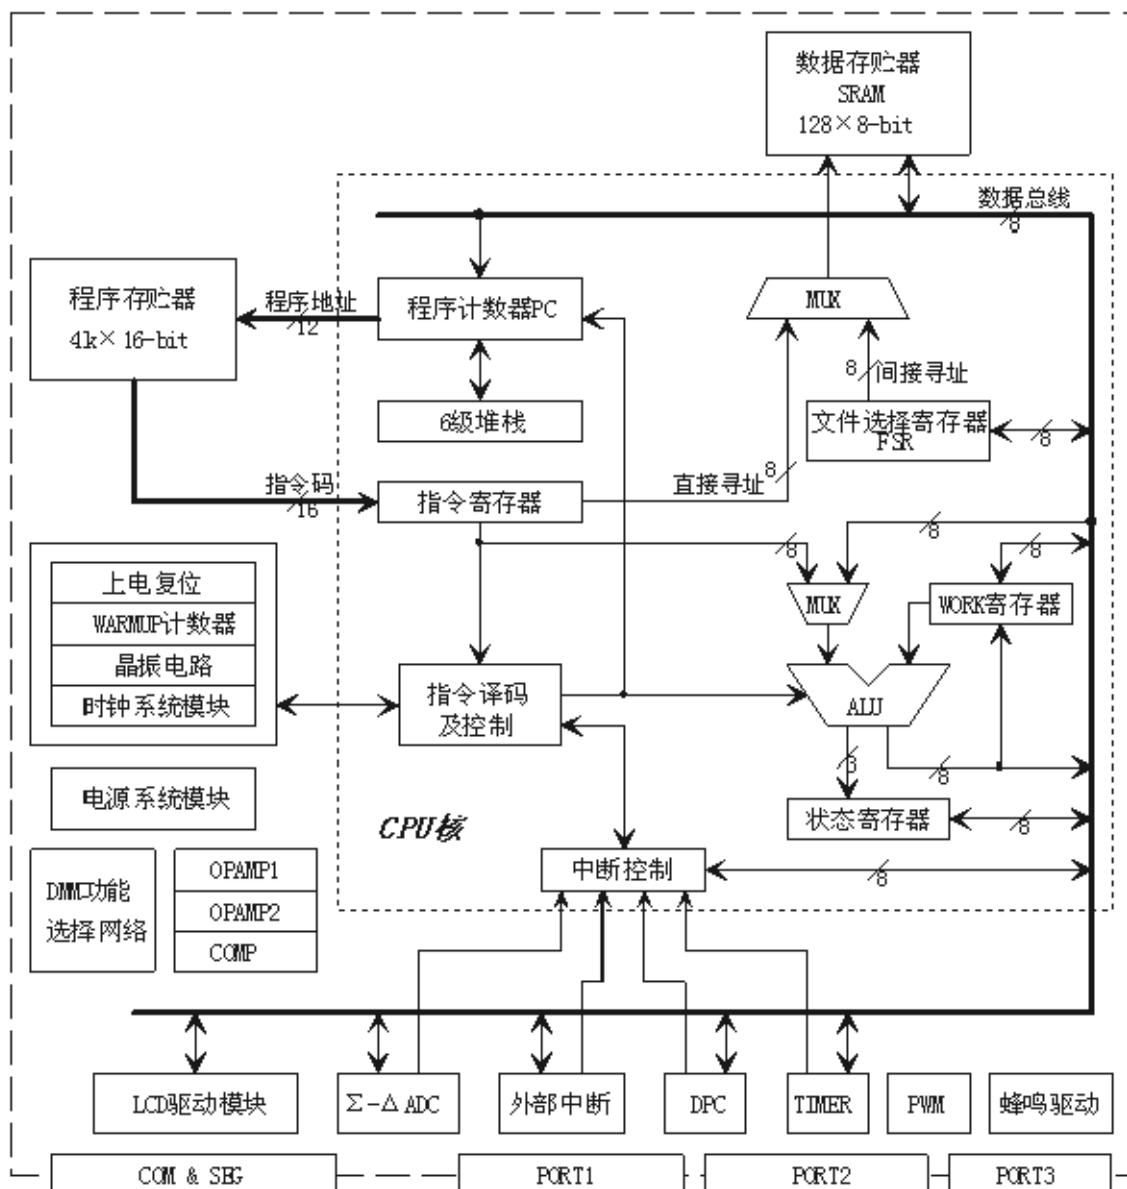 数据存贮器
SRAM
128×8-bit
数据总线
8
程序存贮器
4k×16-bit
程序地址
12
程序计数器PC
MUX
8
间接寻址
6级堆栈
文件选择寄存器
FSR
8
指令码
16
指令寄存器
直接寻址
8
8
8
8
上电复位
WARMUP计数器
晶振电路
时钟系统模块
MUX
WORK寄存器
指令译码
及控制
ALU
3
8
电源系统模块
状态寄存器
8
CPU核
中断控制
8
DMM功能
选择网络
OPAMP1
OPAMP2
COMP
LCD驱动模块
Σ-Δ ADC
外部中断
DPC
TIMER
PWM
蜂鸣驱动
COM & SEG
PORT1
PORT2
PORT3